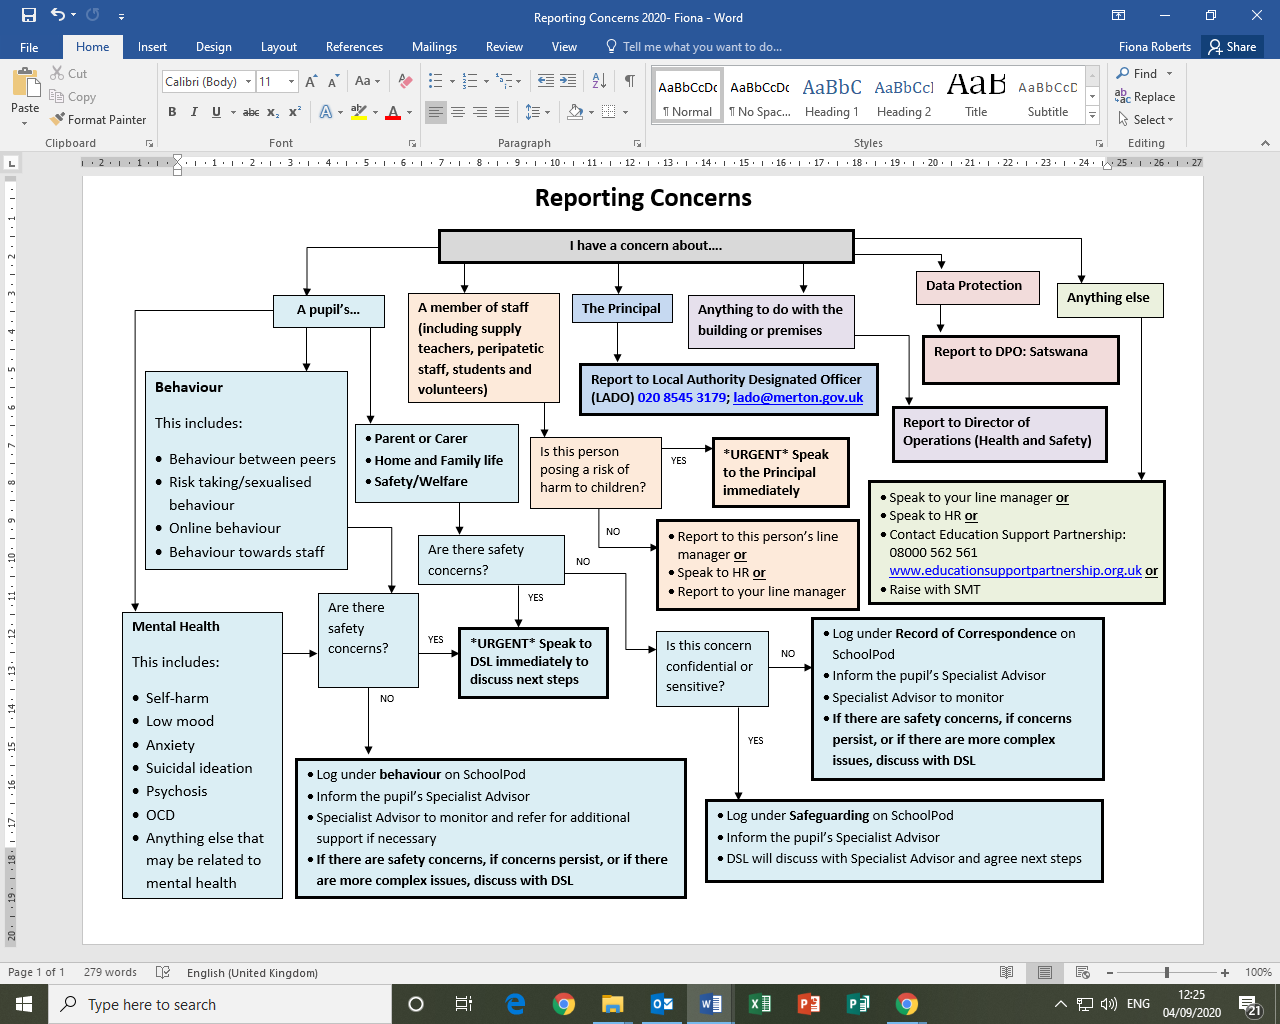 Reporting Concerns 2020- Fiona - Word
File
Home
Insert
Design
Layout
References
Mailings
Review
View
Tell me what you want to do...
Fiona Roberts
Share
Paste
Cut
Copy
Format Painter
Clipboard
Calibri (Body)
11
Font
Paragraph
AaBbCcDc
¶ Normal
AaBbCcDc
¶ No Spac...
AaBbC
Heading 1
AaBbCcI
Heading 2
AaB
Title
AaBbCcD
Subtitle
Styles
Find
Replace
Select
Editing
Reporting Concerns
I have a concern about....
A pupil's...
A member of staff
(including supply
teachers, peripatetic
staff, students and
volunteers)
The Principal
Anything to do with the
building or premises
Data Protection
Anything else
Report to DPO: Satswana
Report to Local Authority Designated Officer
(LADO) 020 8545 3179; lado@merton.gov.uk
Report to Director of
Operations (Health and Safety)
Behaviour
This includes:
• Behaviour between peers
• Risk taking/sexualised
behaviour
• Online behaviour
• Behaviour towards staff
• Parent or Carer
• Home and Family life
• Safety/Welfare
Is this person
posing a risk of
harm to children?
YES
*URGENT* Speak
to the Principal
immediately
NO
• Report to this person's line
manager or
• Speak to HR or
• Report to your line manager
• Speak to your line manager or
• Speak to HR or
• Contact Education Support Partnership:
08000 562 561
www.educationsupportpartnership.org.uk or
• Raise with SMT
Are there safety
concerns?
NO
YES
Mental Health
This includes:
• Self-harm
• Low mood
• Anxiety
• Suicidal ideation
• Psychosis
• OCD
• Anything else that
may be related to
mental health
Are there
safety
concerns?
YES
NO
*URGENT* Speak to
DSL immediately to
discuss next steps
Is this concern
confidential or
sensitive?
NO
YES
• Log under Record of Correspondence on
SchoolPod
• Inform the pupil's Specialist Advisor
• Specialist Advisor to monitor
• If there are safety concerns, if concerns
persist, or if there are more complex
issues, discuss with DSL
• Log under behaviour on SchoolPod
• Inform the pupil's Specialist Advisor
• Specialist Advisor to monitor and refer for additional
support if necessary
• If there are safety concerns, if concerns persist, or if there
are more complex issues, discuss with DSL
• Log under Safeguarding on SchoolPod
• Inform the pupil's Specialist Advisor
• DSL will discuss with Specialist Advisor and agree next steps
Page 1 of 1
279 words
English (United Kingdom)
100%
Type here to search
ENG
12:25
04/09/2020
21